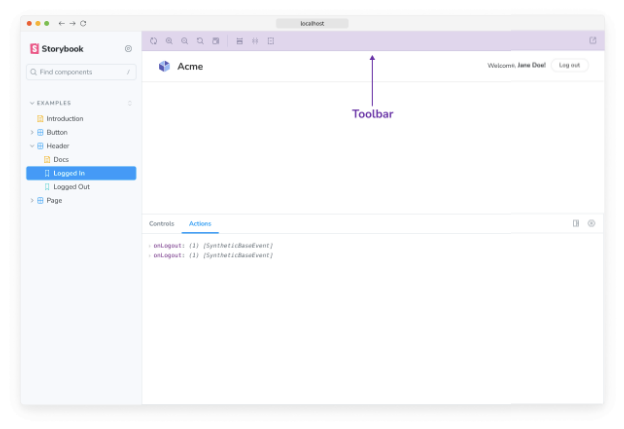 localhost
Storybook
Find components
/
EXAMPLES
Introduction
Button
Header
Docs
Logged In
Logged Out
Page
Acme
Welcome, Jane Doe!
Log out
Toolbar
Controls
Actions
onLogout: (1) [SyntheticBaseEvent]
onLogout: (1) [SyntheticBaseEvent]